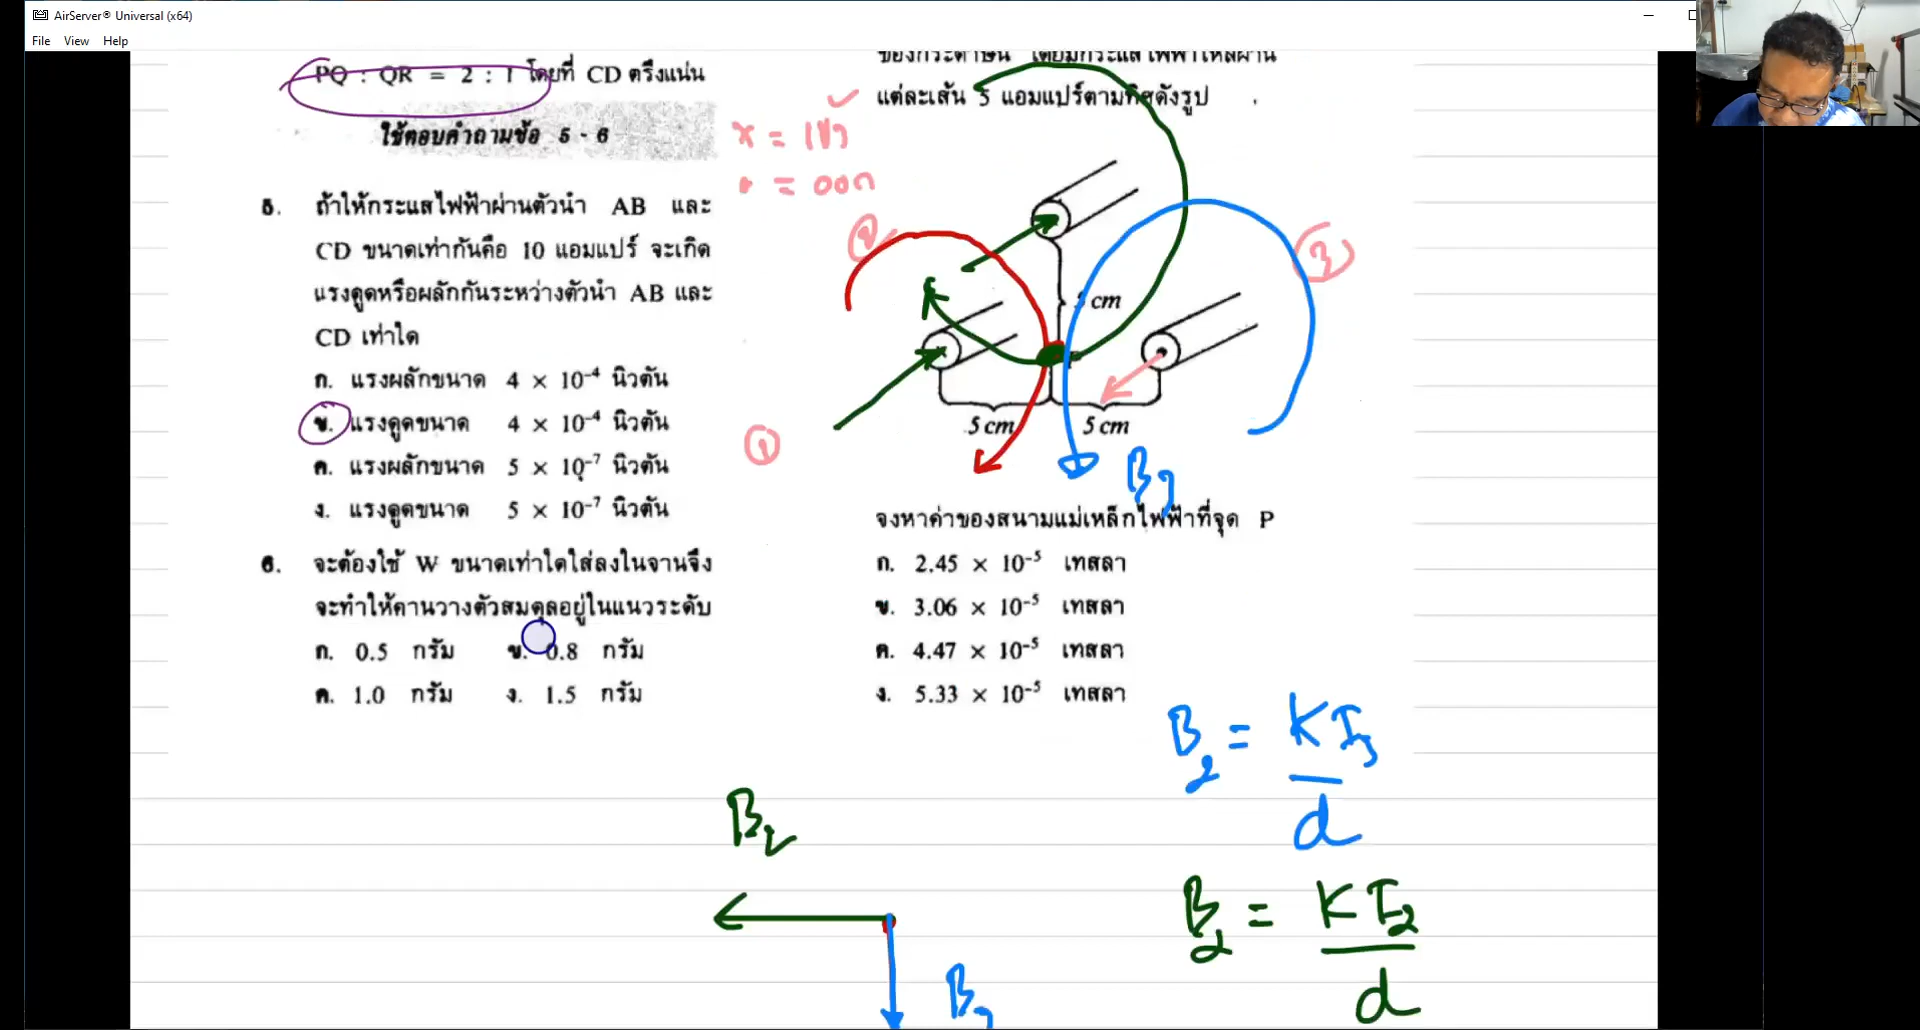 AirServer® Universal (x64)
File View Help
PQ : QR = 2 : 1 โดยที่ CD ตรึงแน่น
ใช้ตอบคำถามข้อ 5 - 6
5. ถ้าให้กระแสไฟฟ้าผ่านตัวนำ AB และ
CD ขนาดเท่ากันคือ 10 แอมแปร์ จะเกิด
แรงดูดหรือผลักกันระหว่างตัวนำ AB และ
CD เท่าใด
ก. แรงผลักขนาด 4 × 10⁻⁴ นิวตัน
ข. แรงดูดขนาด 4 × 10⁻⁴ นิวตัน
ค. แรงผลักขนาด 5 × 10⁻⁷ นิวตัน
ง. แรงดูดขนาด 5 × 10⁻⁷ นิวตัน
6. จะต้องใช้ W ขนาดเท่าใดใส่ลงในจานจึง
จะทำให้คานวางตัวสมดุลอยู่ในแนวระดับ
ก. 0.5 กรัม ข. 0.8 กรัม
ค. 1.0 กรัม ง. 1.5 กรัม
x = เข้า
• = ออก
แต่ละเส้น 5 แอมแปร์ตามทิศดังรูป
๒
๓
5 cm
5 cm 5 cm
๑
B₃
จงหาค่าของสนามแม่เหล็กไฟฟ้าที่จุด P
ก. 2.45 × 10⁻⁵ เทสลา
ข. 3.06 × 10⁻⁵ เทสลา
ค. 4.47 × 10⁻⁵ เทสลา
ง. 5.33 × 10⁻⁵ เทสลา
B₂ = K I₃
d
B₂
B₂ = K I₂
d
B₃